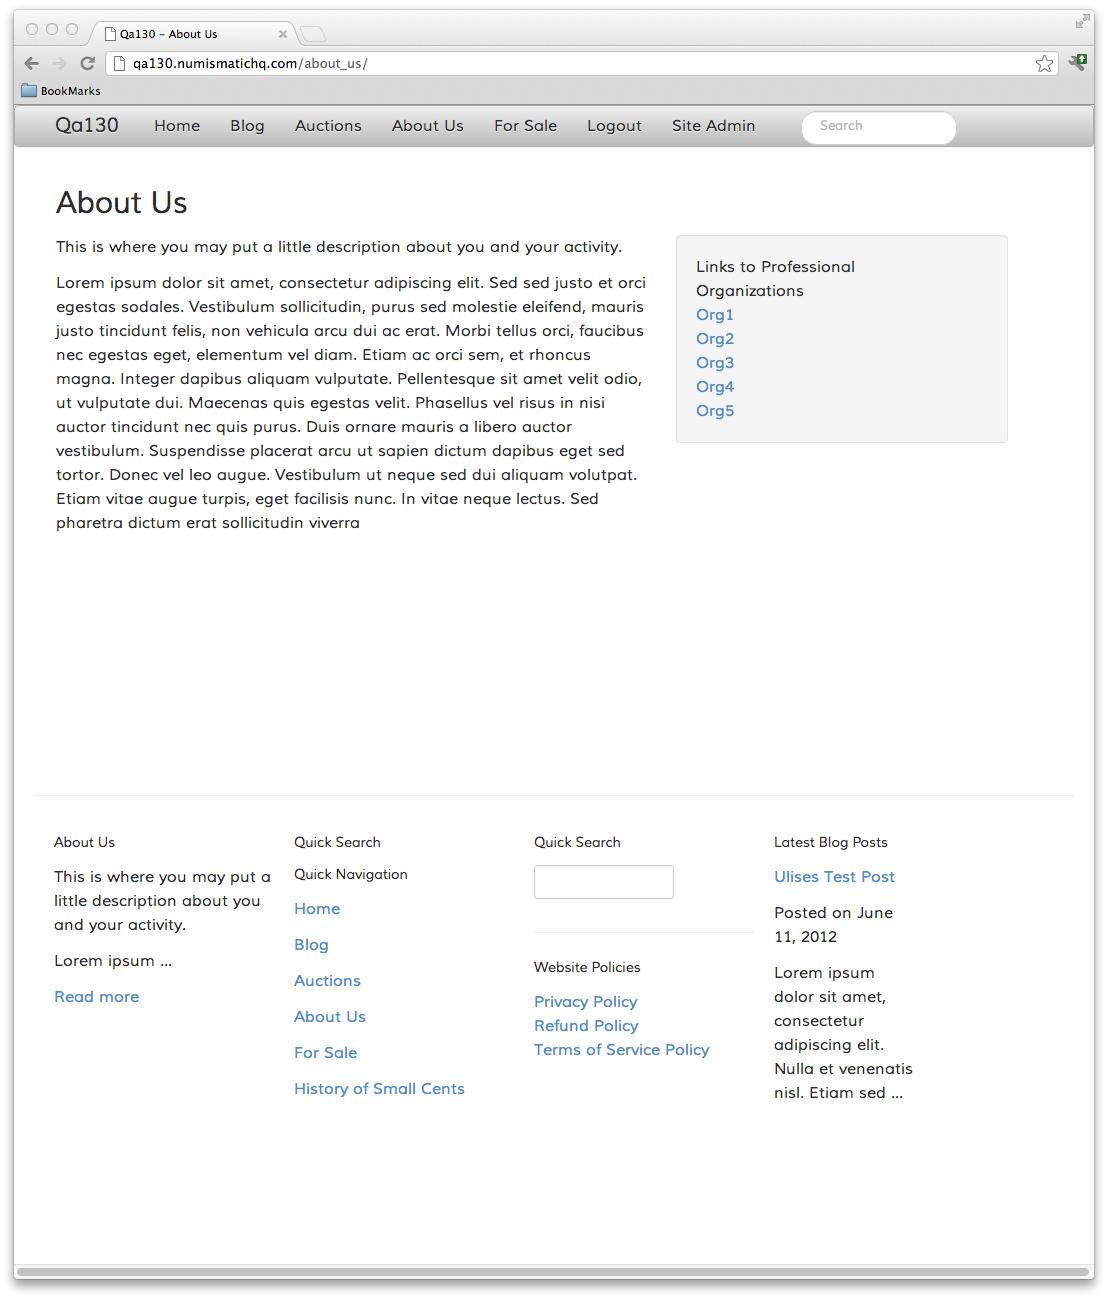 Qa130 – About Us
qa130.numismatichq.com/about_us/
BookMarks
Qa130 Home Blog Auctions About Us For Sale Logout Site Admin Search
About Us
This is where you may put a little description about you and your activity.
Lorem ipsum dolor sit amet, consectetur adipiscing elit. Sed sed justo et orci
egestas sodales. Vestibulum sollicitudin, purus sed molestie eleifend, mauris
justo tincidunt felis, non vehicula arcu dui ac erat. Morbi tellus orci, faucibus
nec egestas eget, elementum vel diam. Etiam ac orci sem, et rhoncus
magna. Integer dapibus aliquam vulputate. Pellentesque sit amet velit odio,
ut vulputate dui. Maecenas quis egestas velit. Phasellus vel risus in nisi
auctor tincidunt nec quis purus. Duis ornare mauris a libero auctor
vestibulum. Suspendisse placerat arcu ut sapien dictum dapibus eget sed
tortor. Donec vel leo augue. Vestibulum ut neque sed dui aliquam volutpat.
Etiam vitae augue turpis, eget facilisis nunc. In vitae neque lectus. Sed
pharetra dictum erat sollicitudin viverra
Links to Professional
Organizations
Org1
Org2
Org3
Org4
Org5
About Us
This is where you may put a
little description about you
and your activity.
Lorem ipsum ...
Read more
Quick Search
Quick Navigation
Home
Blog
Auctions
About Us
For Sale
History of Small Cents
Quick Search
Website Policies
Privacy Policy
Refund Policy
Terms of Service Policy
Latest Blog Posts
Ulises Test Post
Posted on June
11, 2012
Lorem ipsum
dolor sit amet,
consectetur
adipiscing elit.
Nulla et venenatis
nisl. Etiam sed ...